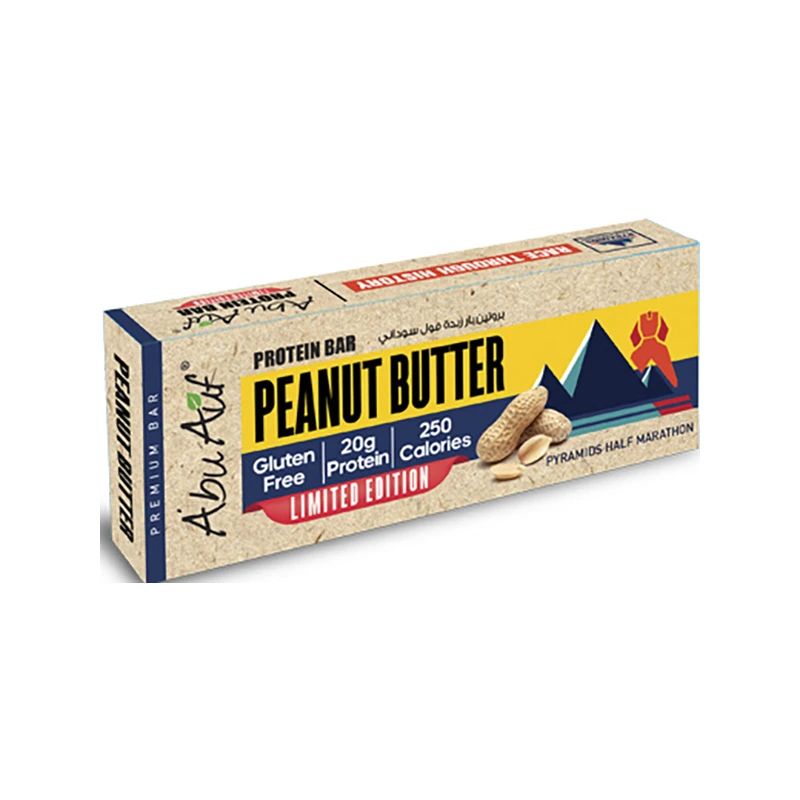 RACE THROUGH HISTORY
Abu Auf
PROTEIN BAR
PROTEIN BAR
بروتين بار زبدة فول سوداني
PEANUT BUTTER
Gluten Free
20g Protein
250 Calories
LIMITED EDITION
PYRAMIDS HALF MARATHON
Abu Auf®
PREMIUM BAR
PEANUT BUTTER